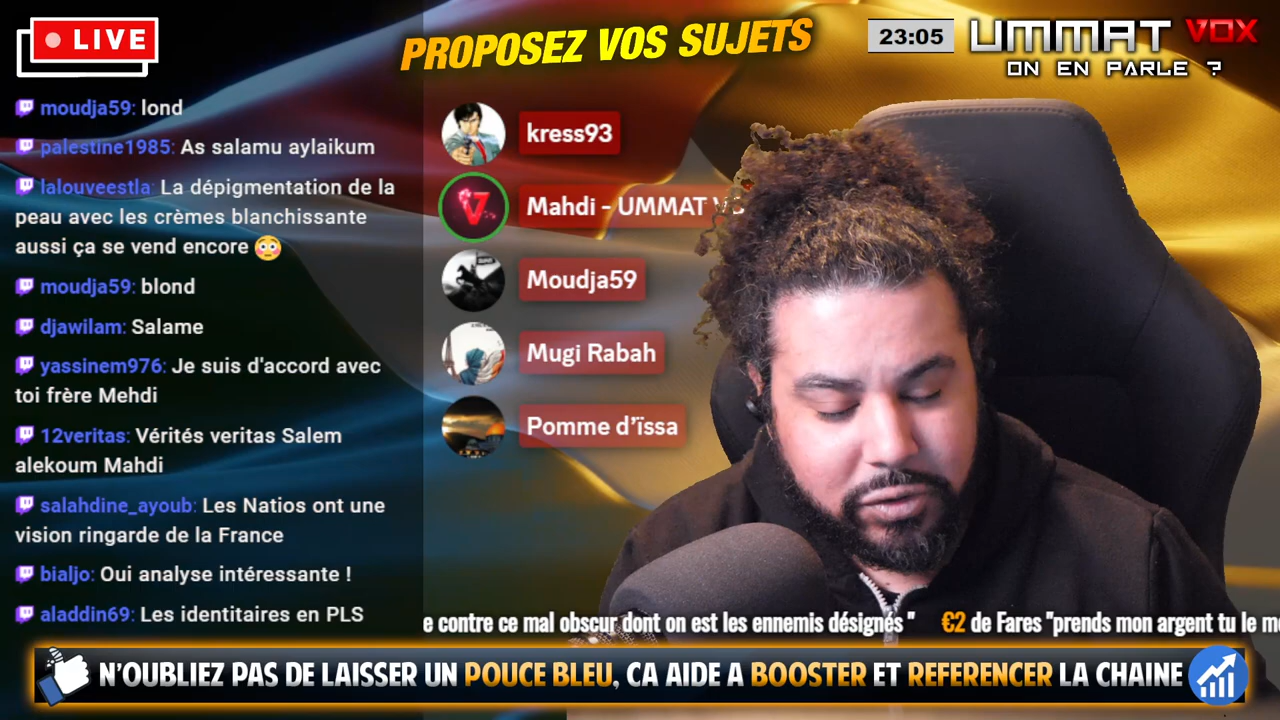 LIVE
PROPOSEZ VOS SUJETS
23:05
UMMAT VOX
ON EN PARLE ?
moudja59: lond
palestine1985: As salamu aylaikum
lalouveestla: La dépigmentation de la
peau avec les crèmes blanchissante
aussi ça se vend encore 😳
moudja59: blond
djawilam: Salame
yassinem976: Je suis d'accord avec
toi frère Mehdi
12veritas: Vérités veritas Salem
alekoum Mahdi
salahdine_ayoub: Les Natios ont une
vision ringarde de la France
bialjo: Oui analyse intéressante !
aladdin69: Les identitaires en PLS
kress93
Mahdi - UMMAT
Moudja59
Mugi Rabah
Pomme d'ïssa
e contre ce mal obscur dont on est les ennemis désignés " €2 de Fares "prends mon argent tu le
N'OUBLIEZ PAS DE LAISSER UN POUCE BLEU, CA AIDE A BOOSTER ET REFERENCER LA CHAINE